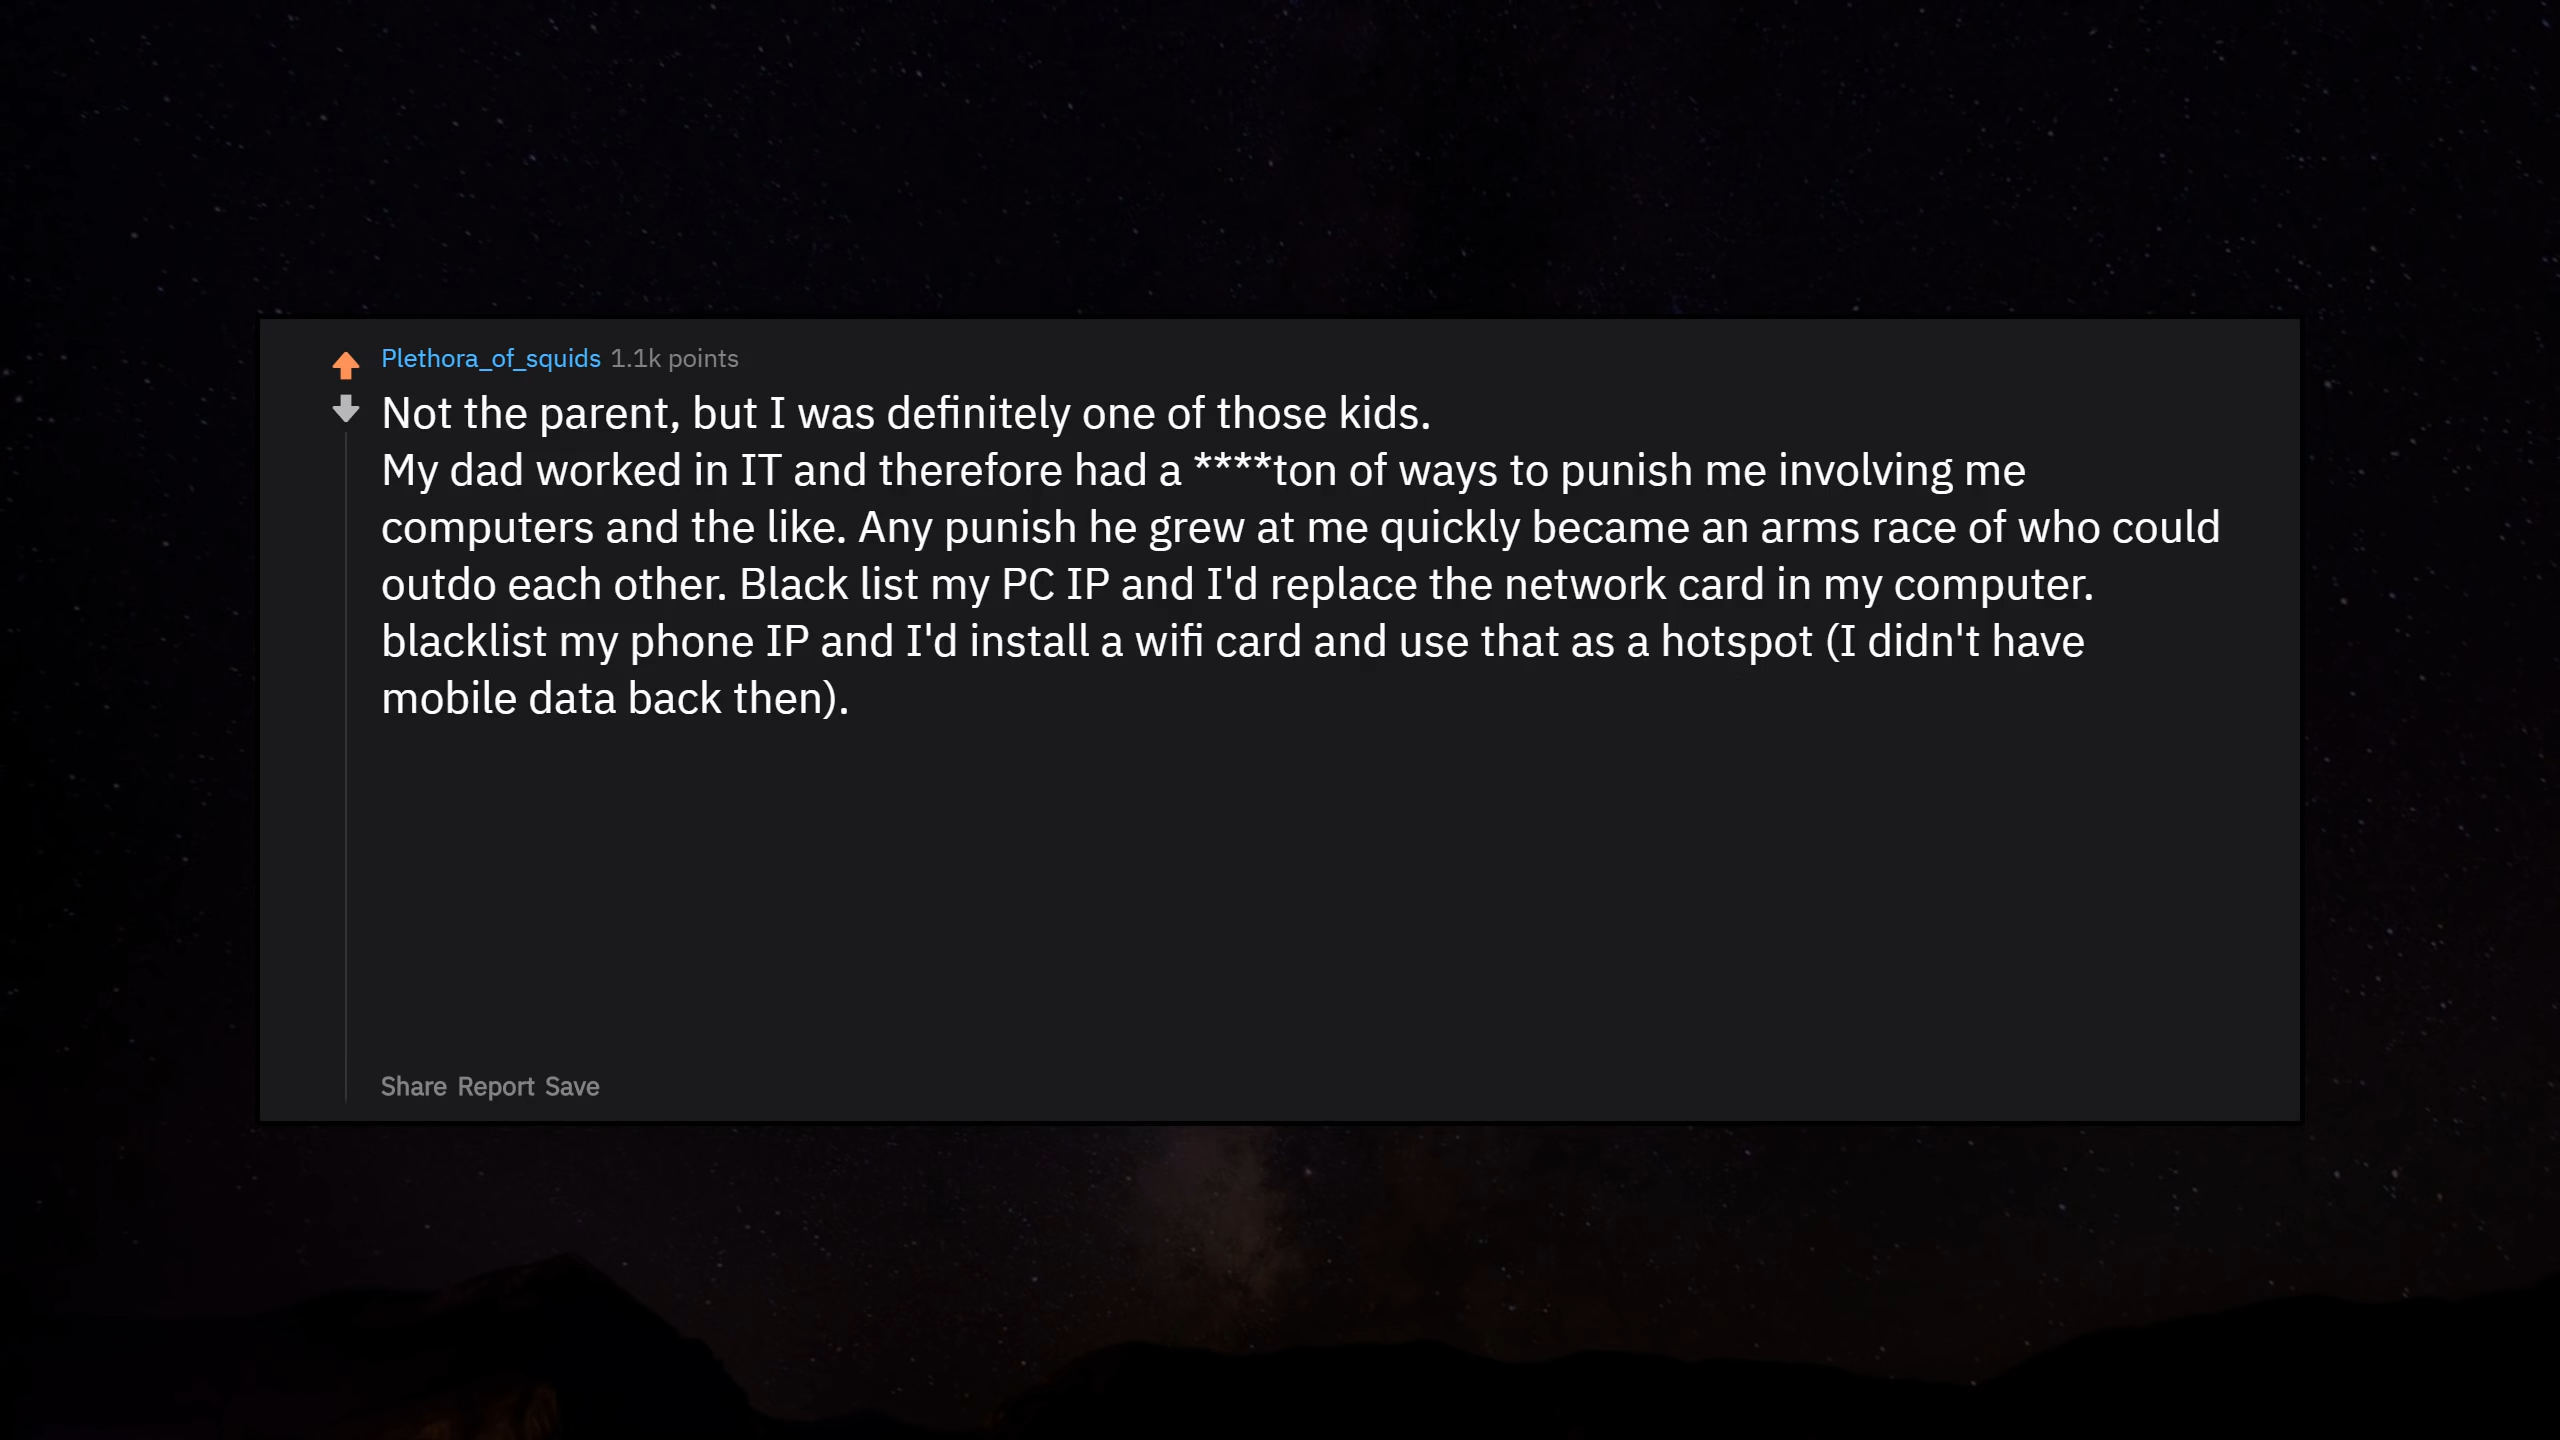 Plethora_of_squids 1.1k points
Not the parent, but I was definitely one of those kids.
My dad worked in IT and therefore had a ****ton of ways to punish me involving me
computers and the like. Any punish he grew at me quickly became an arms race of who could
outdo each other. Black list my PC IP and I'd replace the network card in my computer.
blacklist my phone IP and I'd install a wifi card and use that as a hotspot (I didn't have
mobile data back then).
Share Report Save